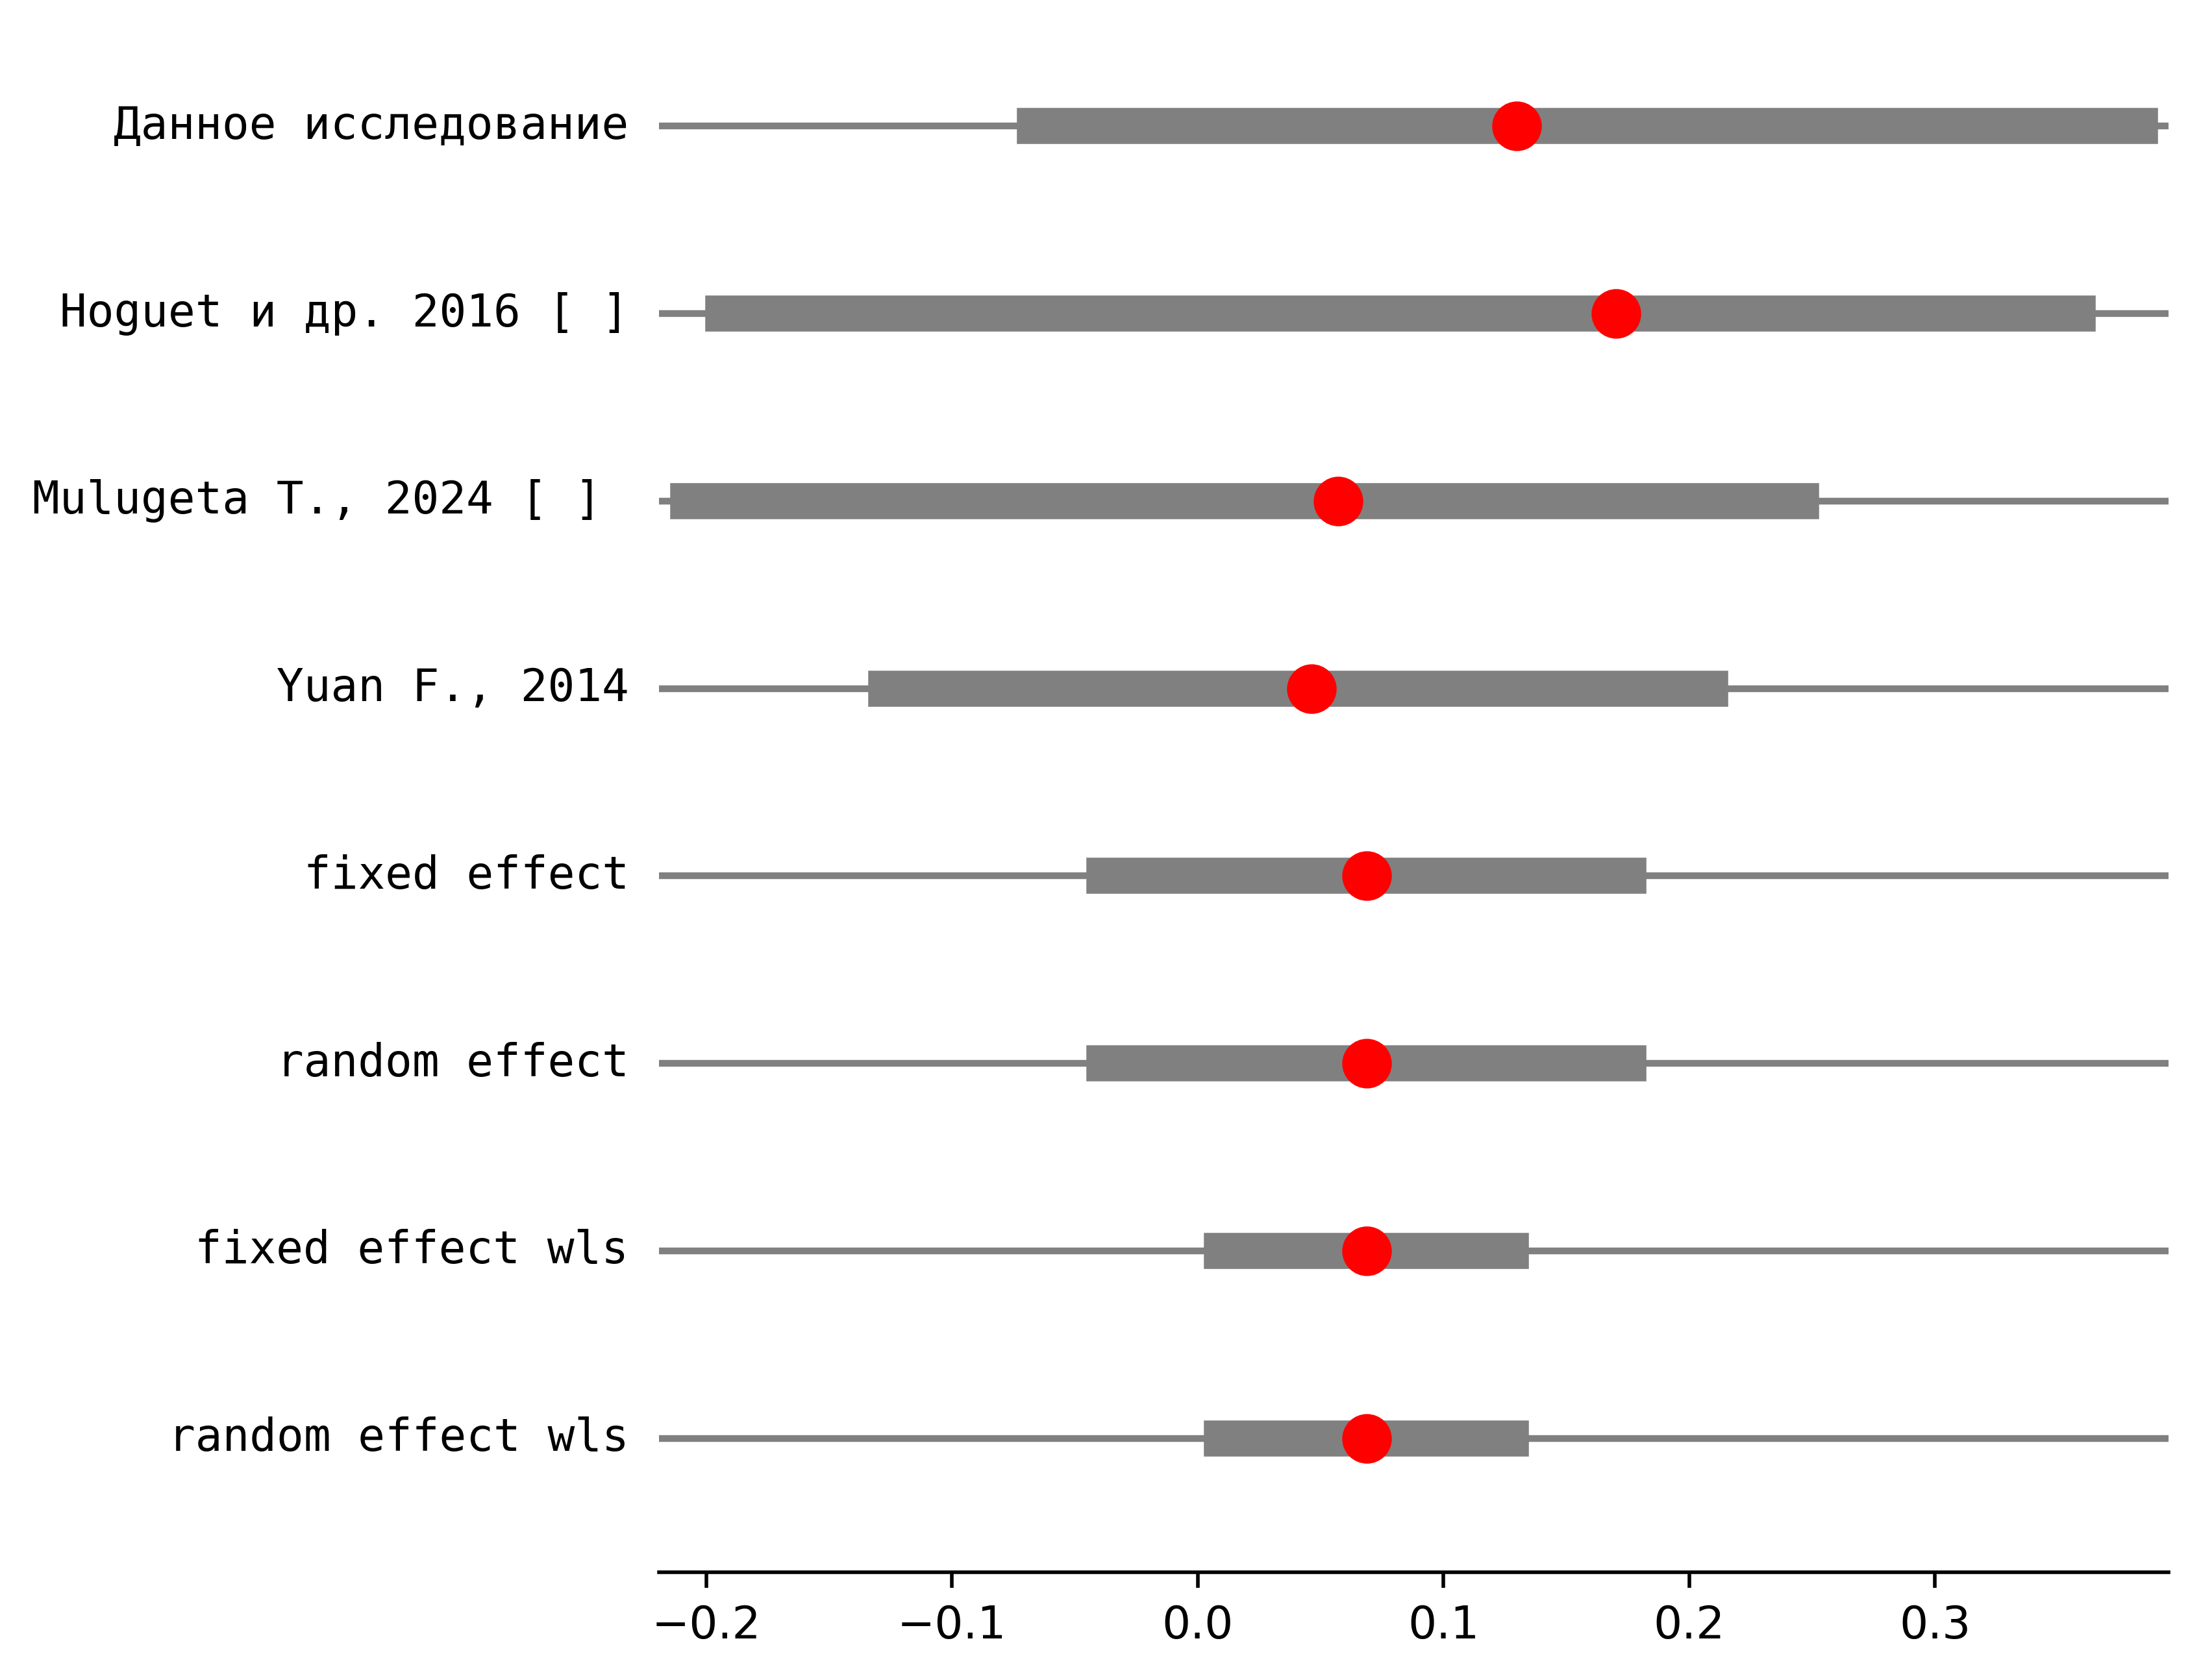 Данное исследование
Hoguet и др. 2016 [ ]
Mulugeta T., 2024 [ ]
Yuan F., 2014
fixed effect
random effect
fixed effect wls
random effect wls
−0.2 −0.1 0.0 0.1 0.2 0.3